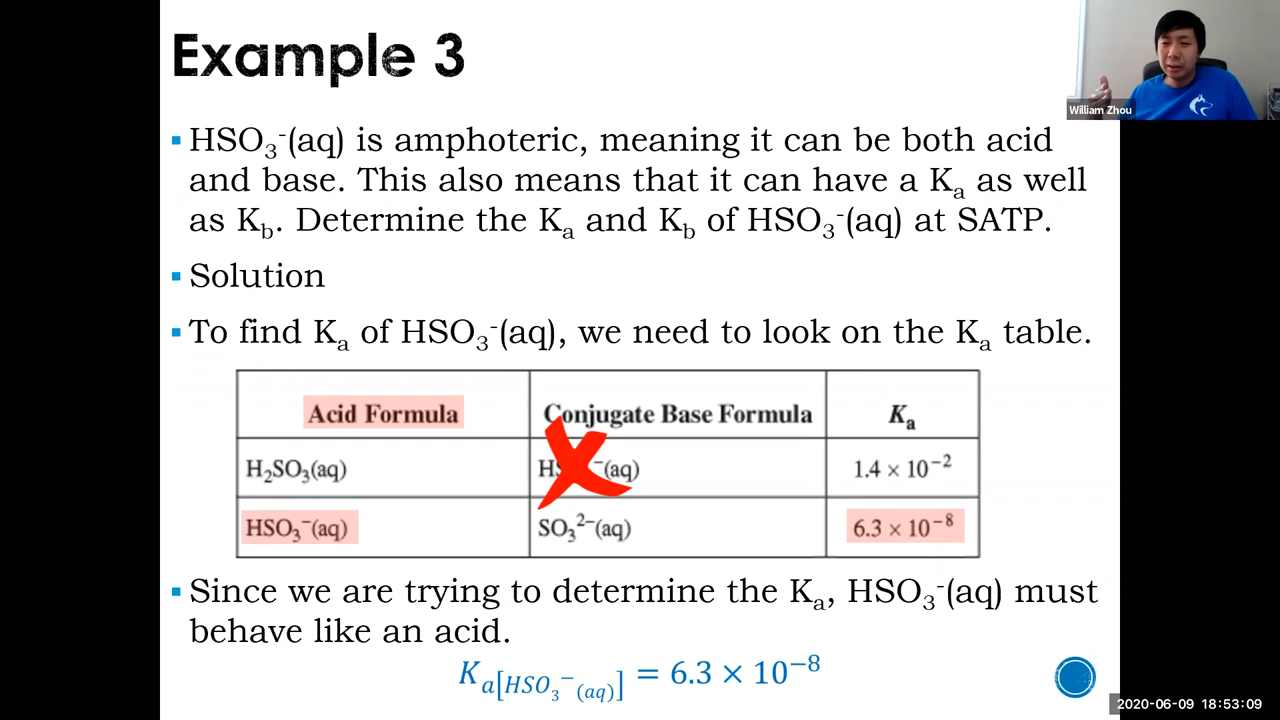 Example 3
William Zhou
▪ HSO₃⁻(aq) is amphoteric, meaning it can be both acid
and base. This also means that it can have a Kₐ as well
as K_b. Determine the Kₐ and K_b of HSO₃⁻(aq) at SATP.
▪ Solution
▪ To find Kₐ of HSO₃⁻(aq), we need to look on the Kₐ table.
Acid Formula Conjugate Base Formula Kₐ
H₂SO₃(aq) ⁻(aq) 1.4 × 10⁻²
HSO₃⁻(aq) SO₃²⁻(aq) 6.3 × 10⁻⁸
▪ Since we are trying to determine the Kₐ, HSO₃⁻(aq) must
behave like an acid.
K_a[HSO₃⁻(aq)] = 6.3 × 10⁻⁸
2020-06-09 18:53:09